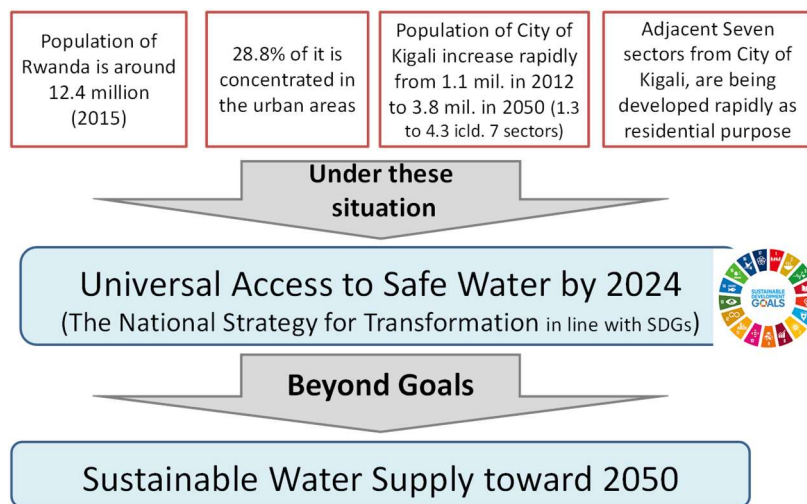 Population of
Rwanda is around
12.4 million
(2015)
28.8% of it is
concentrated in
the urban areas
Population of City of
Kigali increase rapidly
from 1.1 mil. in 2012
to 3.8 mil. in 2050 (1.3
to 4.3 icld. 7 sectors)
Adjacent Seven
sectors from City of
Kigali, are being
developed rapidly as
residential purpose
Under these
situation
Universal Access to Safe Water by 2024
(The National Strategy for Transformation in line with SDGs)
SUSTAINABLE
DEVELOPMENT
GOALS
Beyond Goals
Sustainable Water Supply toward 2050